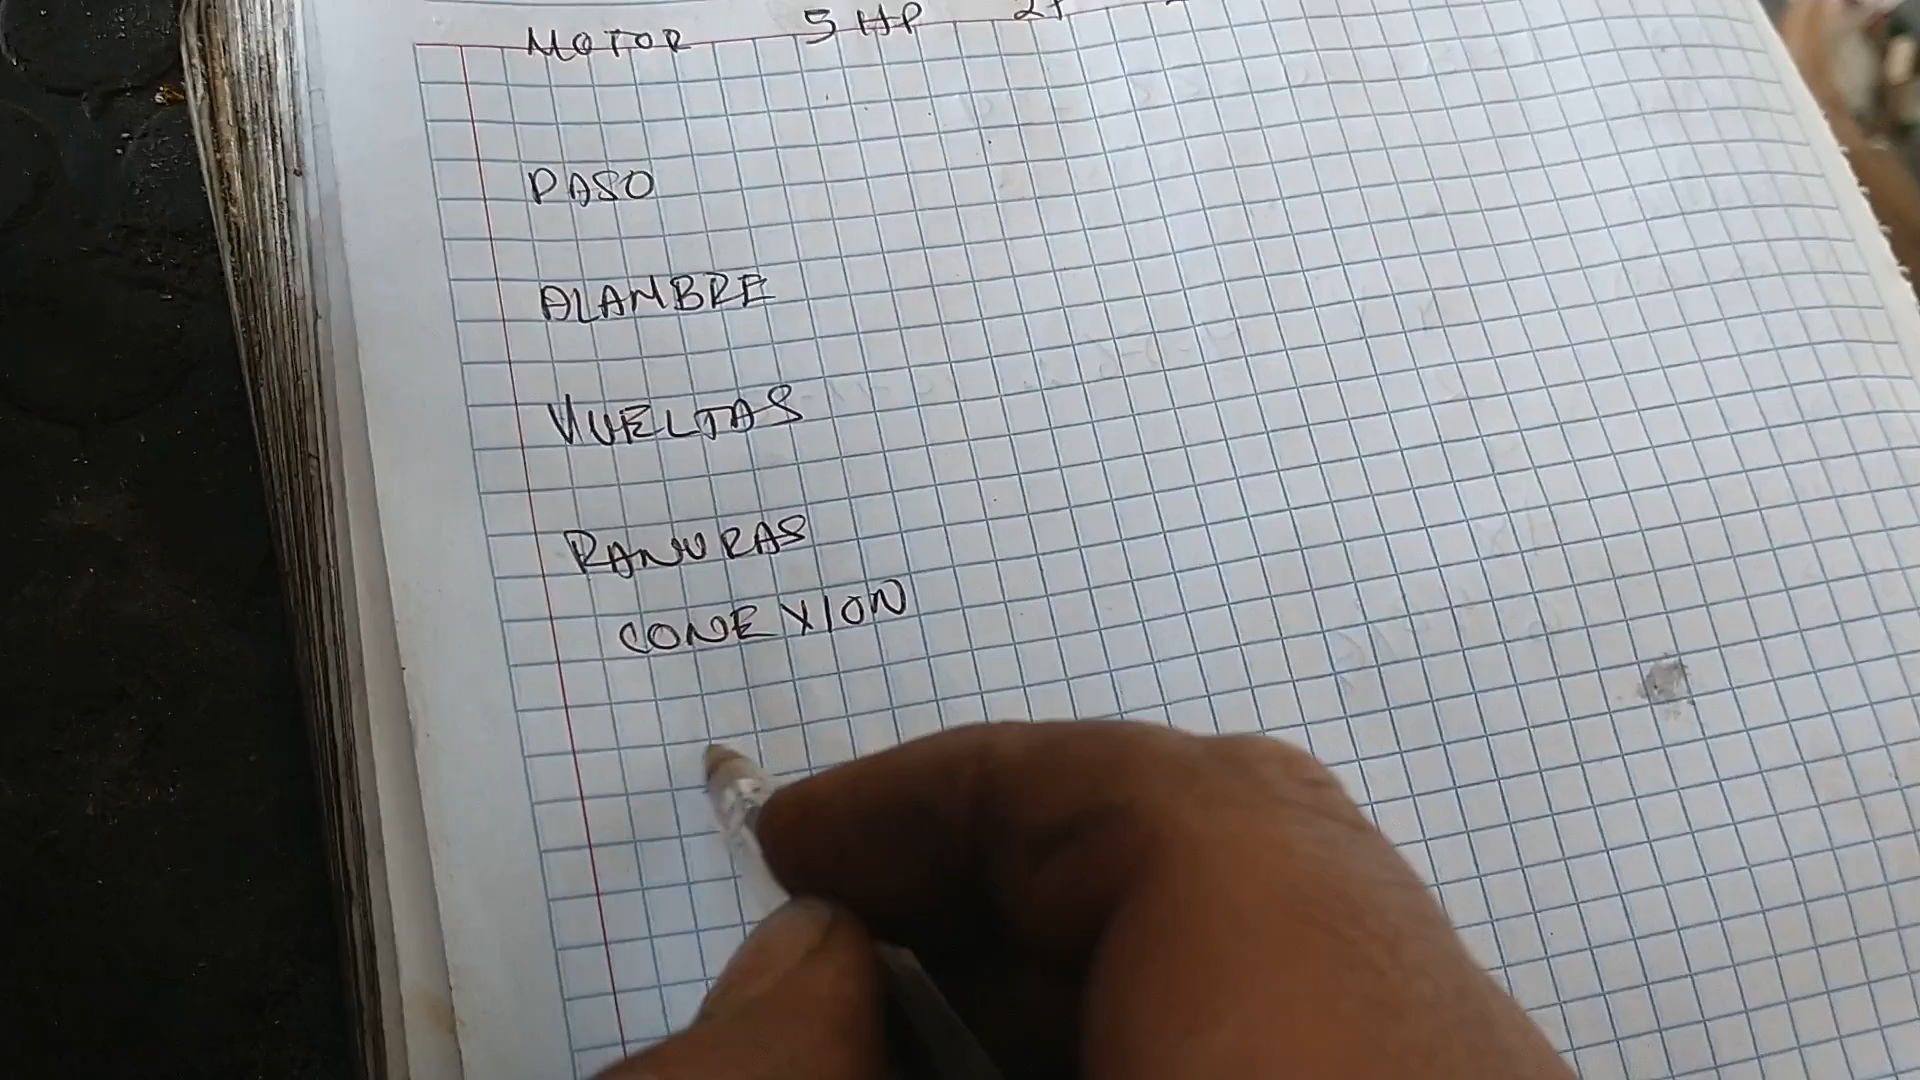 MOTOR 5 HP
PASO
ALAMBRE
VUELTAS
RANURAS
CONEXION